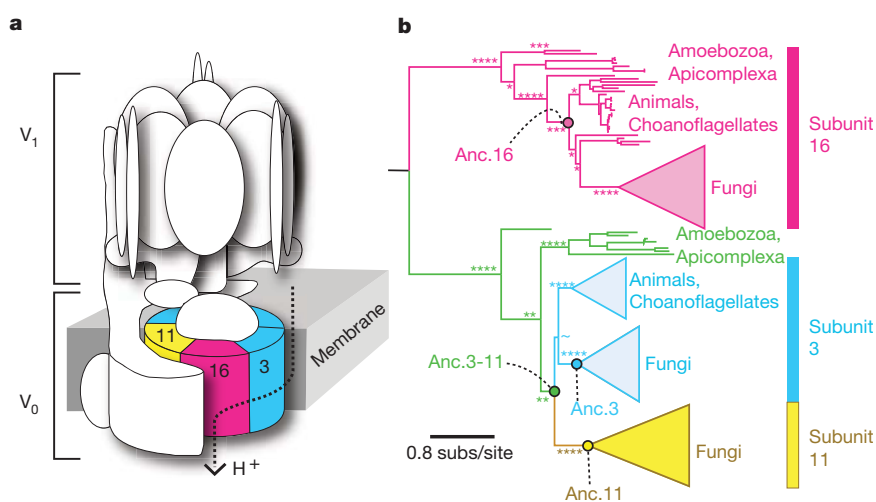 a
V1
V0
11
16
3
Membrane
H+
b
****
***
*
****
Amoebozoa,
Apicomplexa
*
Animals,
Choanoflagellates
***
Anc.16
*
*
****
Fungi
Subunit
16
Amoebozoa,
Apicomplexa
****
****
****
Animals,
Choanoflagellates
**
~
****
Fungi
Subunit
3
Anc.3-11
**
Anc.3
0.8 subs/site
****
Fungi
Subunit
11
Anc.11